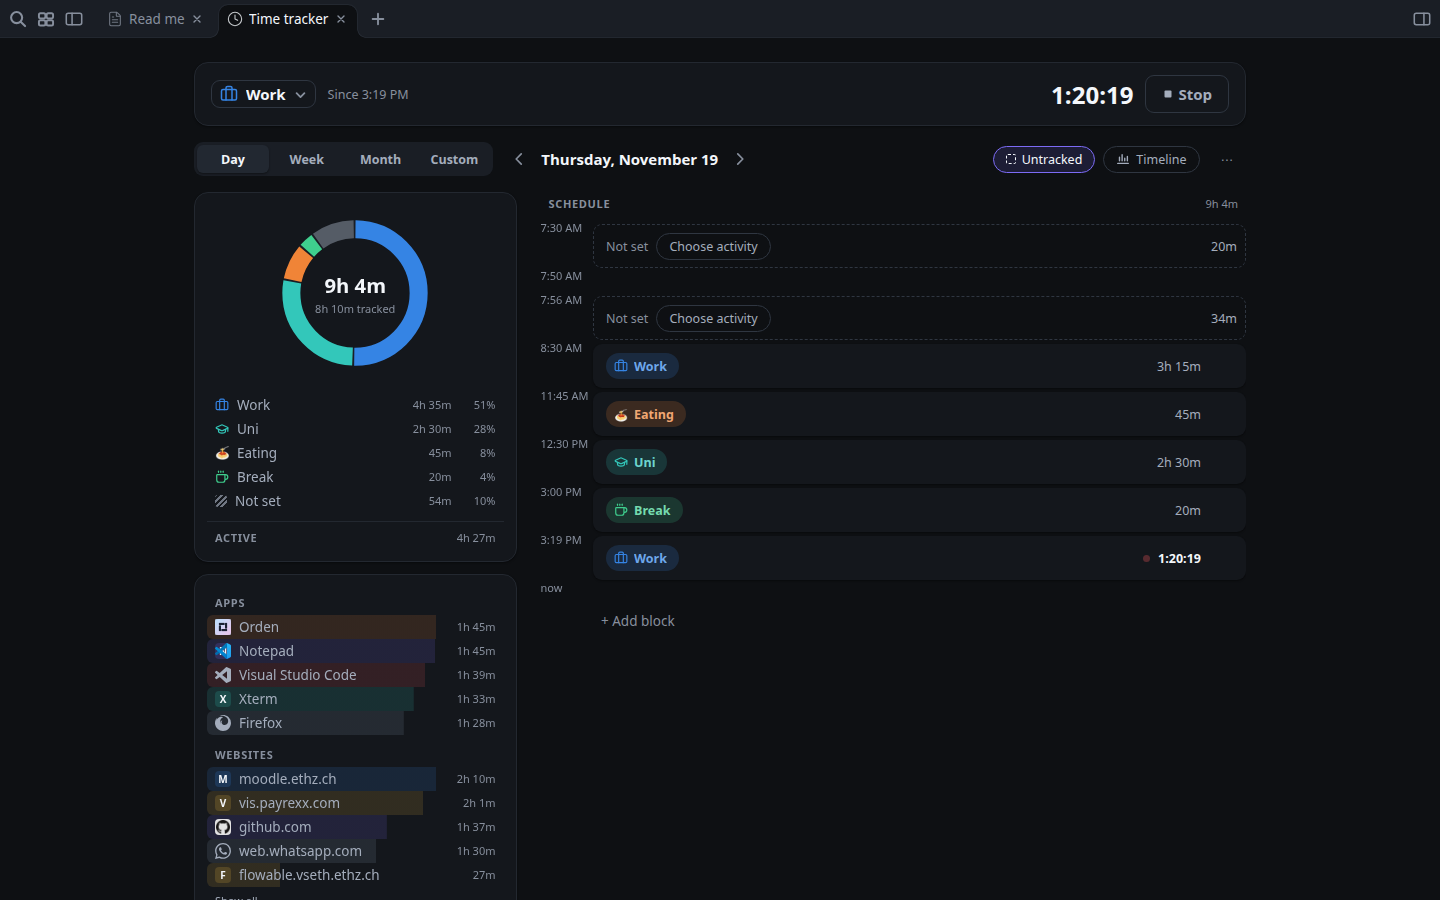 Read me
Time tracker
Work
Since 3:19 PM
1:20:19
Stop
Day
Week
Month
Custom
Thursday, November 19
Untracked
Timeline
...
9h 4m
8h 10m tracked
Work 4h 35m 51%
Uni 2h 30m 28%
Eating 45m 8%
Break 20m 4%
Not set 54m 10%
ACTIVE 4h 27m
APPS
Orden 1h 45m
Notepad 1h 45m
Visual Studio Code 1h 39m
X Xterm 1h 33m
Firefox 1h 28m
WEBSITES
M moodle.ethz.ch 2h 10m
V vis.payrexx.com 2h 1m
github.com 1h 37m
web.whatsapp.com 1h 30m
F flowable.vseth.ethz.ch 27m
SCHEDULE 9h 4m
7:30 AM
Not set Choose activity 20m
7:50 AM
7:56 AM
Not set Choose activity 34m
8:30 AM
Work 3h 15m
11:45 AM
Eating 45m
12:30 PM
Uni 2h 30m
3:00 PM
Break 20m
3:19 PM
Work 1:20:19
now
+ Add block